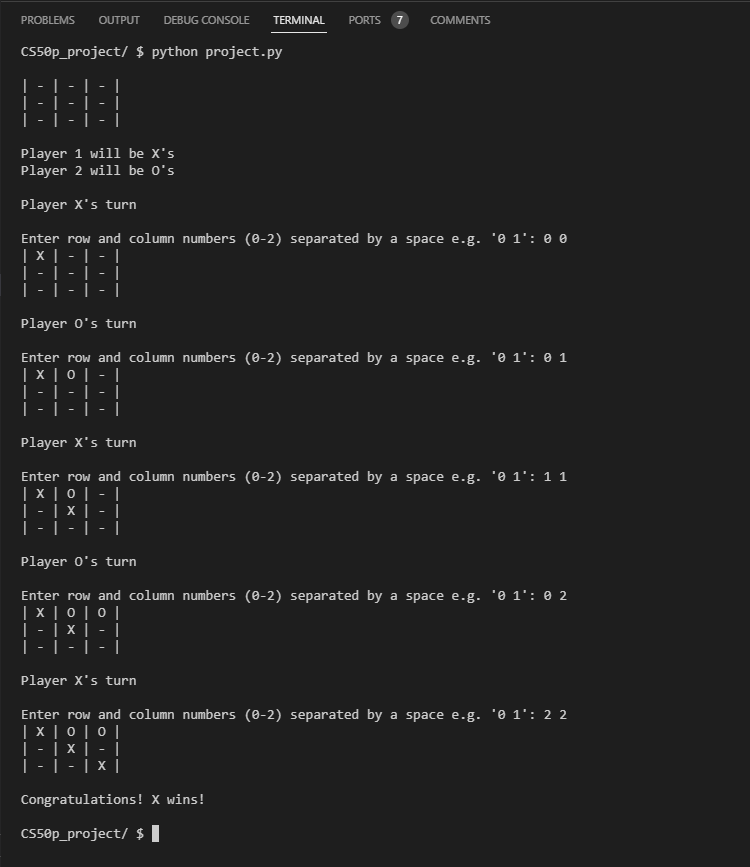 PROBLEMS OUTPUT DEBUG CONSOLE TERMINAL PORTS 7 COMMENTS
CS50p_project/ $ python project.py
| - | - | - |
| - | - | - |
| - | - | - |
Player 1 will be X's
Player 2 will be O's
Player X's turn
Enter row and column numbers (0-2) separated by a space e.g. '0 1': 0 0
| X | - | - |
| - | - | - |
| - | - | - |
Player O's turn
Enter row and column numbers (0-2) separated by a space e.g. '0 1': 0 1
| X | O | - |
| - | - | - |
| - | - | - |
Player X's turn
Enter row and column numbers (0-2) separated by a space e.g. '0 1': 1 1
| X | O | - |
| - | X | - |
| - | - | - |
Player O's turn
Enter row and column numbers (0-2) separated by a space e.g. '0 1': 0 2
| X | O | O |
| - | X | - |
| - | - | - |
Player X's turn
Enter row and column numbers (0-2) separated by a space e.g. '0 1': 2 2
| X | O | O |
| - | X | - |
| - | - | X |
Congratulations! X wins!
CS50p_project/ $